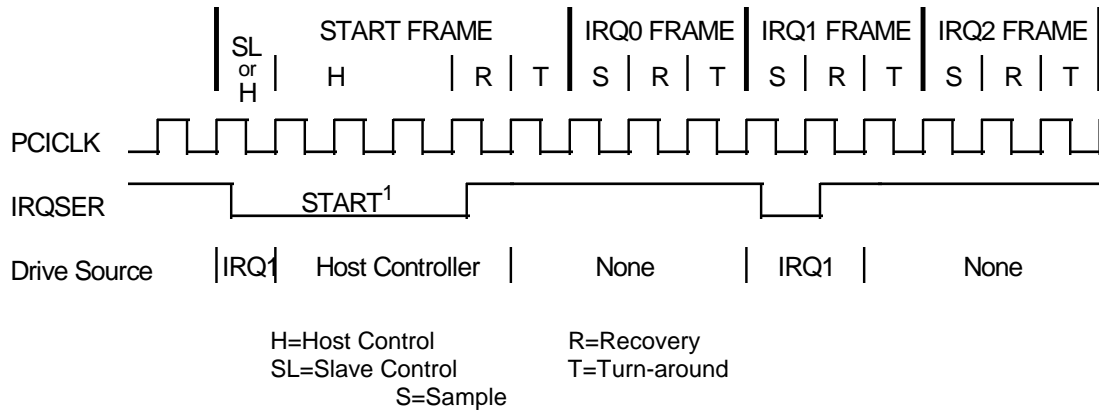 SL
or
H
START FRAME
IRQ0 FRAME
IRQ1 FRAME
IRQ2 FRAME
H
R
T
S
R
T
S
R
T
S
R
T
PCICLK
IRQSER
START1
Drive Source
IRQ1
Host Controller
None
IRQ1
None
H=Host Control
R=Recovery
SL=Slave Control
T=Turn-around
S=Sample